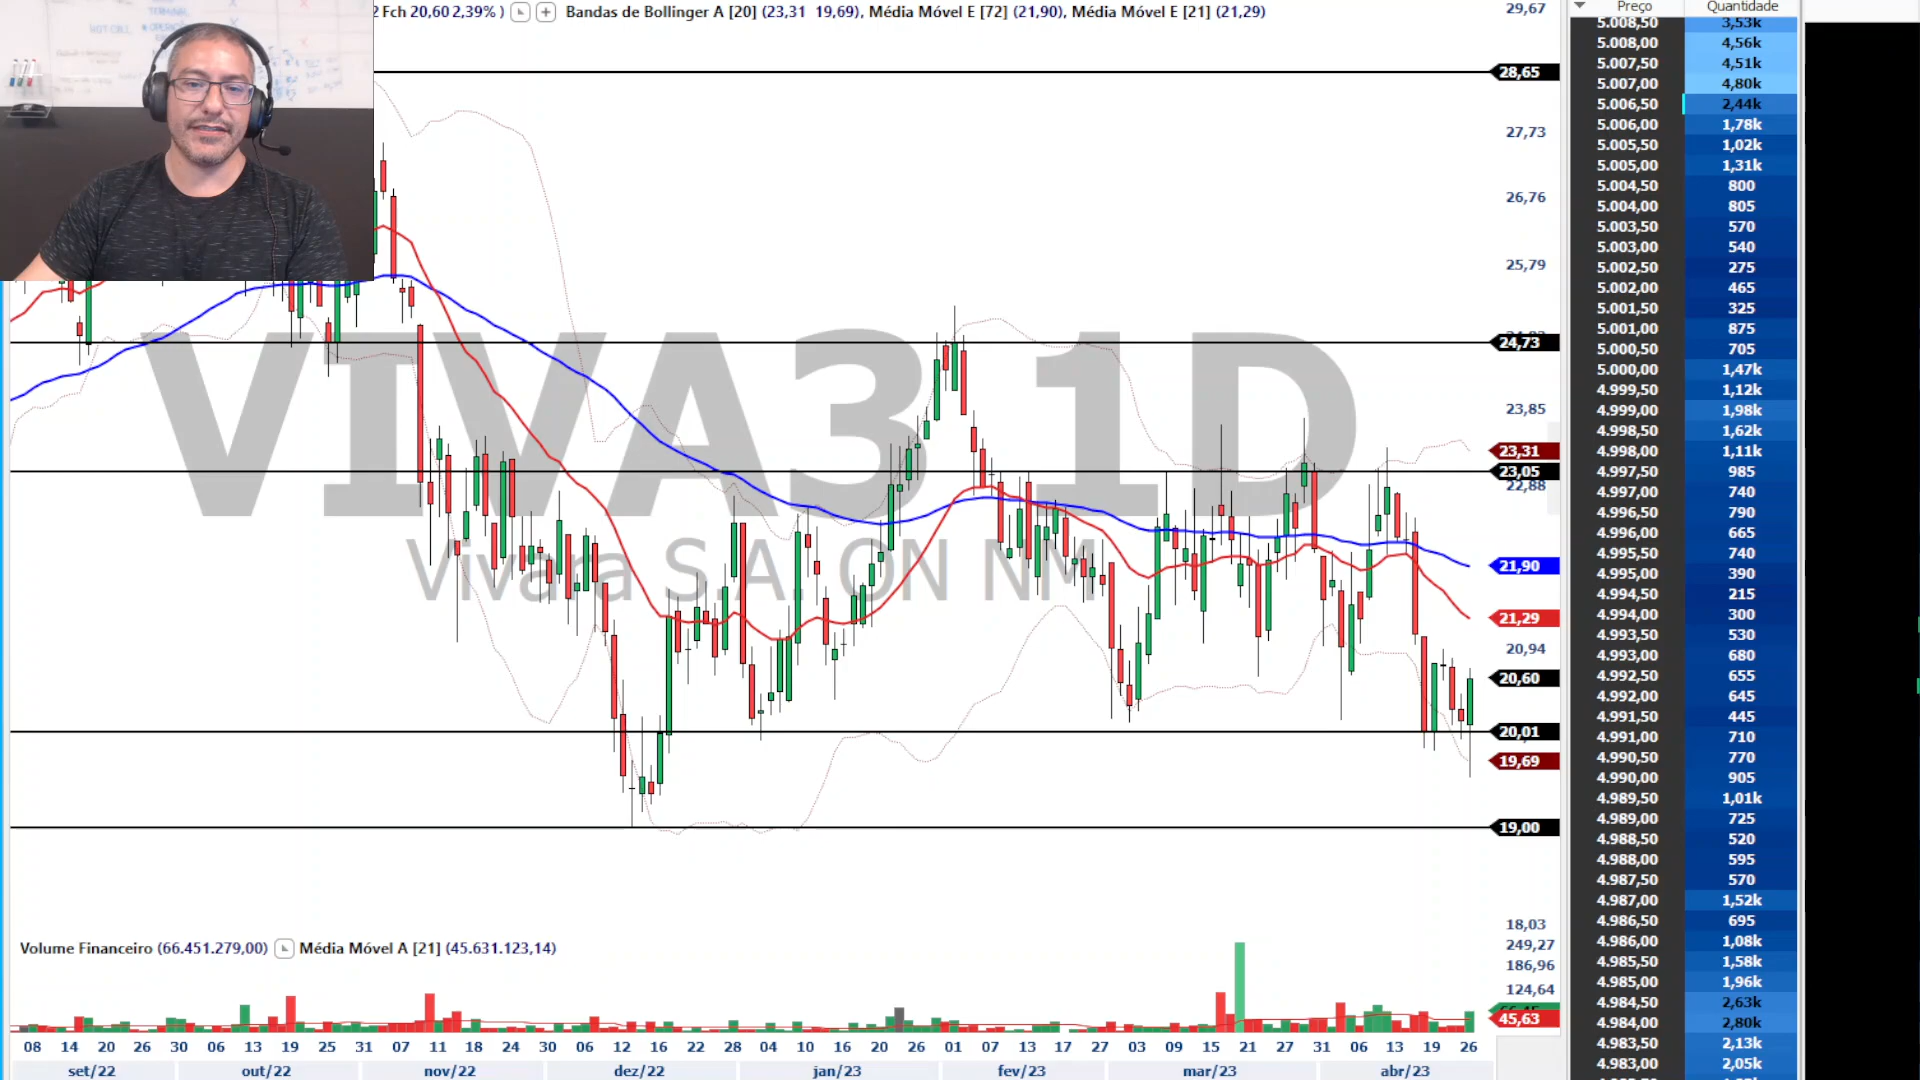 2 Fch 20,60 2,39% ) Bandas de Bollinger A [20] (23,31 19,69), Média Móvel E [72] (21,90), Média Móvel E [21] (21,29)
29,67
28,65
27,73
26,76
25,79
24,73
23,85
23,31
23,05
22,88
21,90
21,29
20,94
20,60
20,01
19,69
19,00
18,03
VIVA3 1D
Vivara S.A. ON NM
Volume Financeiro (66.451.279,00) Média Móvel A [21] (45.631.123,14)
249,27
186,96
124,64
45,63
08 14 20 26 30 06 13 19 25 31 07 11 18 24 30 06 12 16 22 28 04 10 16 20 26 01 07 13 17 27 03 09 15 21 27 31 06 13 19 26
set/22 out/22 nov/22 dez/22 jan/23 fev/23 mar/23 abr/23
Preço Quantidade
5.008,50 3,53k
5.008,00 4,56k
5.007,50 4,51k
5.007,00 4,80k
5.006,50 2,44k
5.006,00 1,78k
5.005,50 1,02k
5.005,00 1,31k
5.004,50 800
5.004,00 805
5.003,50 570
5.003,00 540
5.002,50 275
5.002,00 465
5.001,50 325
5.001,00 875
5.000,50 705
5.000,00 1,47k
4.999,50 1,12k
4.999,00 1,98k
4.998,50 1,62k
4.998,00 1,11k
4.997,50 985
4.997,00 740
4.996,50 790
4.996,00 665
4.995,50 740
4.995,00 390
4.994,50 215
4.994,00 300
4.993,50 530
4.993,00 680
4.992,50 655
4.992,00 645
4.991,50 445
4.991,00 710
4.990,50 770
4.990,00 905
4.989,50 1,01k
4.989,00 725
4.988,50 520
4.988,00 595
4.987,50 570
4.987,00 1,52k
4.986,50 695
4.986,00 1,08k
4.985,50 1,58k
4.985,00 1,96k
4.984,50 2,63k
4.984,00 2,80k
4.983,50 2,13k
4.983,00 2,05k